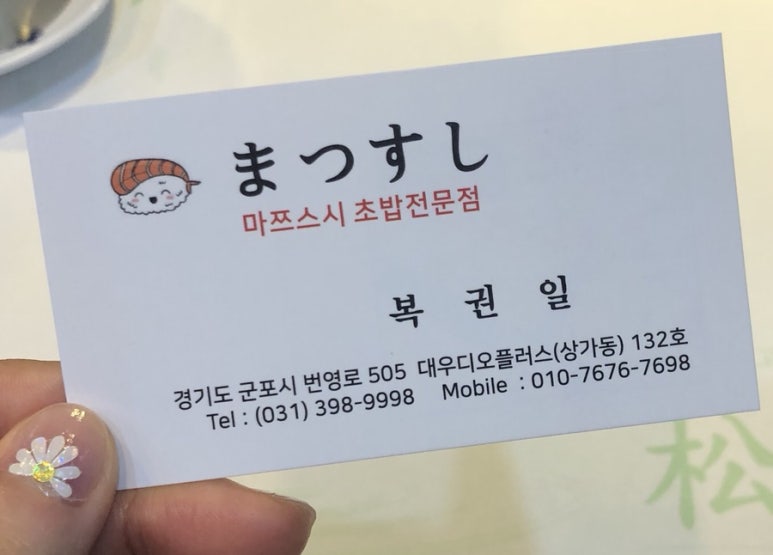 まつすし
마쯔스시 초밥전문점
복 권 일
경기도 군포시 번영로 505 대우디오플러스(상가동) 132호
Tel : (031) 398-9998 Mobile : 010-7676-7698
松